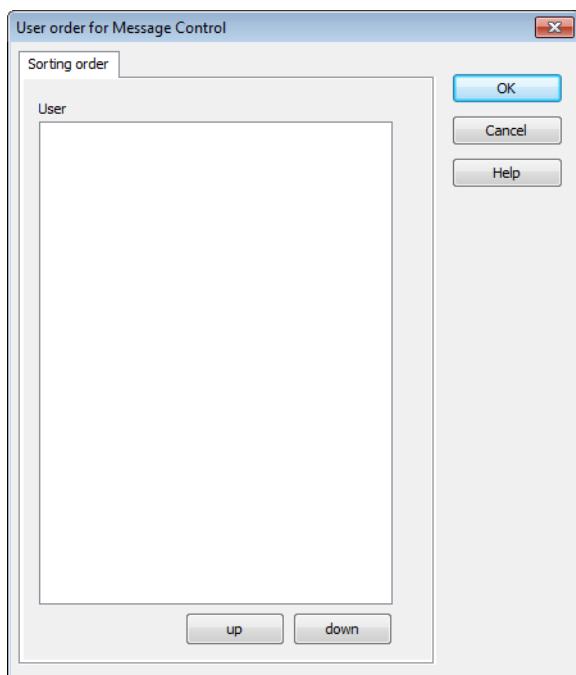 User order for Message Control
Sorting order
User
OK
Cancel
Help
up
down